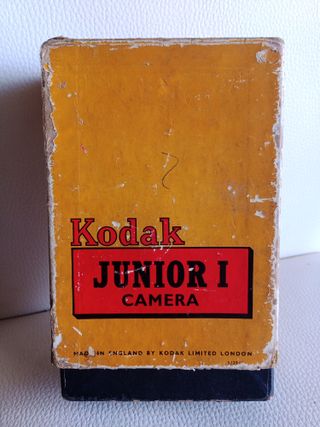 Kodak
JUNIOR I
CAMERA
MADE IN ENGLAND BY KODAK LIMITED LONDON